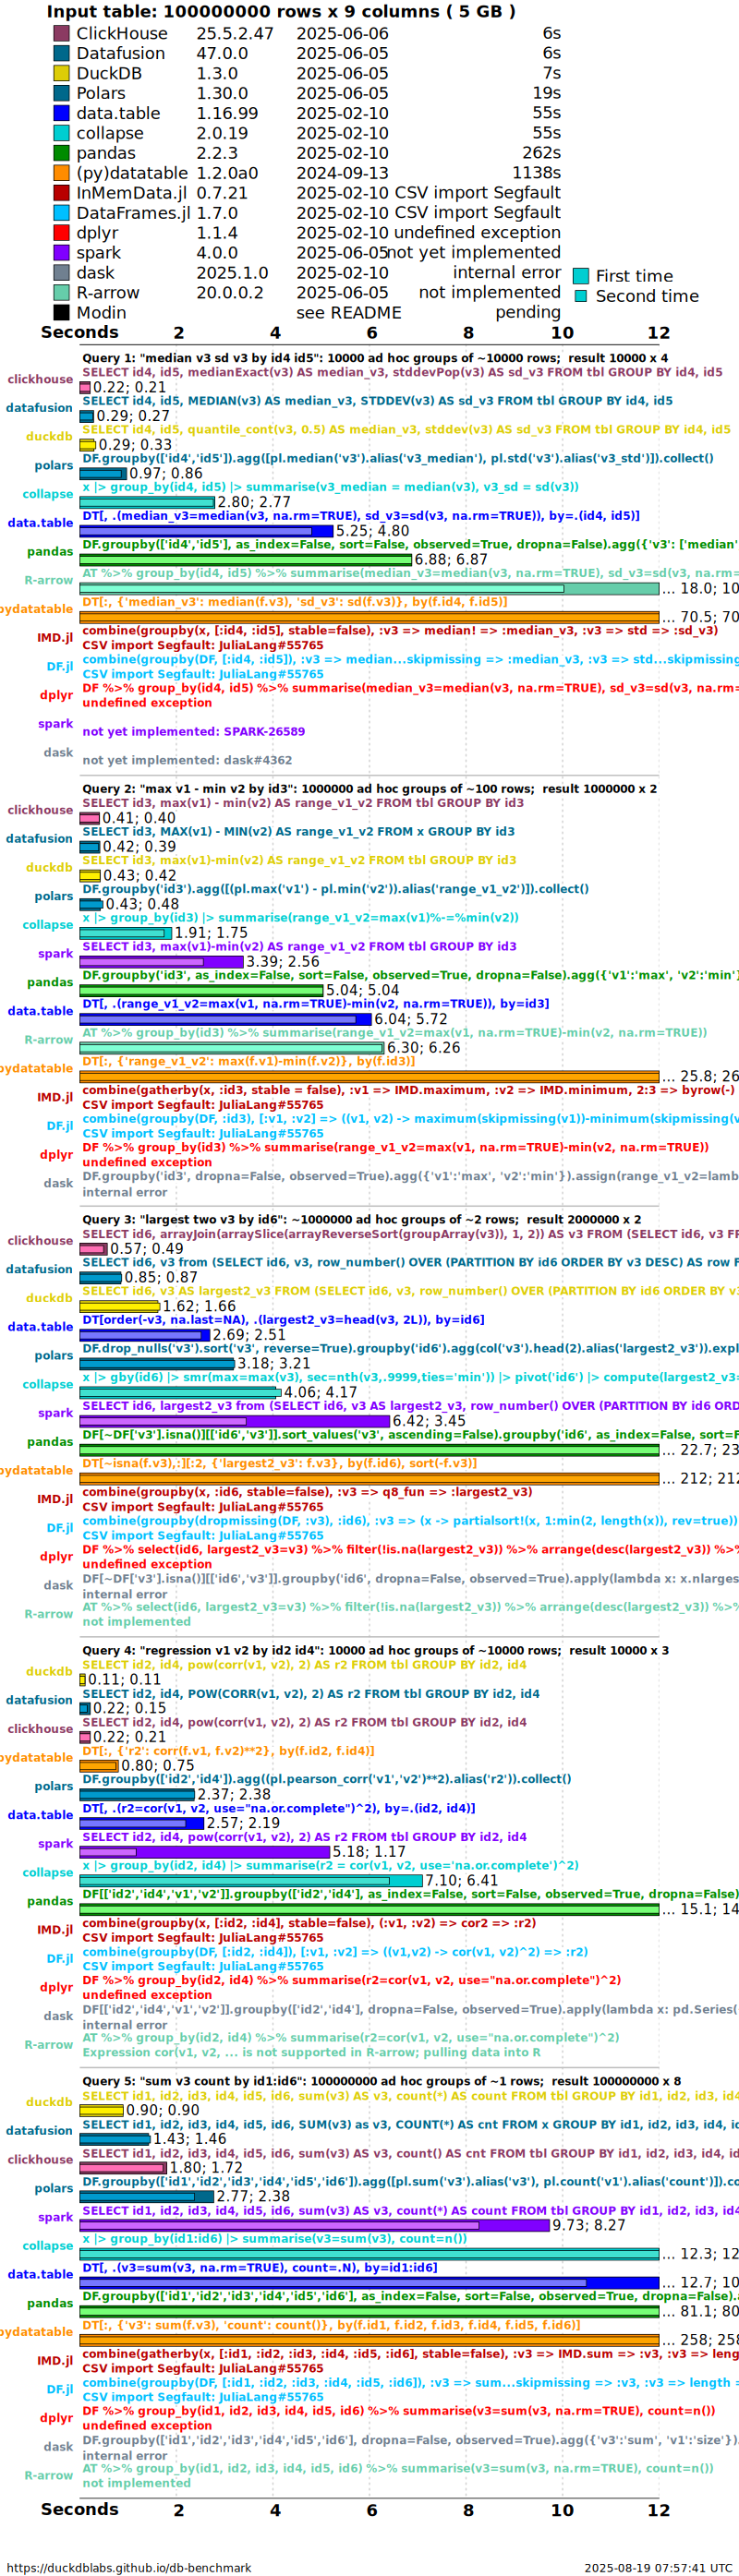 Input table: 100000000 rows x 9 columns ( 5 GB )
ClickHouse 25.5.2.47 2025-06-06 6s
Datafusion 47.0.0 2025-06-05 6s
DuckDB 1.3.0 2025-06-05 7s
Polars 1.30.0 2025-06-05 19s
data.table 1.16.99 2025-02-10 55s
collapse 2.0.19 2025-02-10 55s
pandas 2.2.3 2025-02-10 262s
(py)datatable 1.2.0a0 2024-09-13 1138s
InMemData.jl 0.7.21 2025-02-10 CSV import Segfault
DataFrames.jl 1.7.0 2025-02-10 CSV import Segfault
dplyr 1.1.4 2025-02-10 undefined exception
spark 4.0.0 2025-06-05 not yet implemented
dask 2025.1.0 2025-02-10 internal error
R-arrow 20.0.0.2 2025-06-05 not implemented
Modin see README pending
First time
Second time
Seconds 2 4 6 8 10 12
Query 1: "median v3 sd v3 by id4 id5": 10000 ad hoc groups of ~10000 rows; result 10000 x 4
SELECT id4, id5, medianExact(v3) AS median_v3, stddevPop(v3) AS sd_v3 FROM tbl GROUP BY id4, id5
clickhouse 0.22; 0.21
SELECT id4, id5, MEDIAN(v3) AS median_v3, STDDEV(v3) AS sd_v3 FROM tbl GROUP BY id4, id5
datafusion 0.29; 0.27
SELECT id4, id5, quantile_cont(v3, 0.5) AS median_v3, stddev(v3) AS sd_v3 FROM tbl GROUP BY id4, id5
duckdb 0.29; 0.33
DF.groupby(['id4','id5']).agg([pl.median('v3').alias('v3_median'), pl.std('v3').alias('v3_std')]).collect()
polars 0.97; 0.86
x |> group_by(id4, id5) |> summarise(v3_median = median(v3), v3_sd = sd(v3))
collapse 2.80; 2.77
DT[, .(median_v3=median(v3, na.rm=TRUE), sd_v3=sd(v3, na.rm=TRUE)), by=.(id4, id5)]
data.table 5.25; 4.80
DF.groupby(['id4','id5'], as_index=False, sort=False, observed=True, dropna=False).agg({'v3': ['median'
pandas 6.88; 6.87
AT %>% group_by(id4, id5) %>% summarise(median_v3=median(v3, na.rm=TRUE), sd_v3=sd(v3, na.rm=
R-arrow ... 18.0; 10
DT[:, {'median_v3': median(f.v3), 'sd_v3': sd(f.v3)}, by(f.id4, f.id5)]
pydatatable ... 70.5; 70
combine(groupby(x, [:id4, :id5], stable=false), :v3 => median! => :median_v3, :v3 => std => :sd_v3)
IMD.jl CSV import Segfault: JuliaLang#55765
combine(groupby(DF, [:id4, :id5]), :v3 => median...skipmissing => :median_v3, :v3 => std...skipmissing
DF.jl CSV import Segfault: JuliaLang#55765
DF %>% group_by(id4, id5) %>% summarise(median_v3=median(v3, na.rm=TRUE), sd_v3=sd(v3, na.rm=
dplyr undefined exception
spark not yet implemented: SPARK-26589
dask not yet implemented: dask#4362
Query 2: "max v1 - min v2 by id3": 1000000 ad hoc groups of ~100 rows; result 1000000 x 2
SELECT id3, max(v1) - min(v2) AS range_v1_v2 FROM tbl GROUP BY id3
clickhouse 0.41; 0.40
SELECT id3, MAX(v1) - MIN(v2) AS range_v1_v2 FROM x GROUP BY id3
datafusion 0.42; 0.39
SELECT id3, max(v1)-min(v2) AS range_v1_v2 FROM tbl GROUP BY id3
duckdb 0.43; 0.42
DF.groupby('id3').agg([(pl.max('v1') - pl.min('v2')).alias('range_v1_v2')]).collect()
polars 0.43; 0.48
x |> group_by(id3) |> summarise(range_v1_v2=max(v1)%-=%min(v2))
collapse 1.91; 1.75
SELECT id3, max(v1)-min(v2) AS range_v1_v2 FROM tbl GROUP BY id3
spark 3.39; 2.56
DF.groupby('id3', as_index=False, sort=False, observed=True, dropna=False).agg({'v1':'max', 'v2':'min'}
pandas 5.04; 5.04
DT[, .(range_v1_v2=max(v1, na.rm=TRUE)-min(v2, na.rm=TRUE)), by=id3]
data.table 6.04; 5.72
AT %>% group_by(id3) %>% summarise(range_v1_v2=max(v1, na.rm=TRUE)-min(v2, na.rm=TRUE))
R-arrow 6.30; 6.26
DT[:, {'range_v1_v2': max(f.v1)-min(f.v2)}, by(f.id3)]
pydatatable ... 25.8; 26
combine(gatherby(x, :id3, stable = false), :v1 => IMD.maximum, :v2 => IMD.minimum, 2:3 => byrow(-)
IMD.jl CSV import Segfault: JuliaLang#55765
combine(groupby(DF, :id3), [:v1, :v2] => ((v1, v2) -> maximum(skipmissing(v1))-minimum(skipmissing(v
DF.jl CSV import Segfault: JuliaLang#55765
DF %>% group_by(id3) %>% summarise(range_v1_v2=max(v1, na.rm=TRUE)-min(v2, na.rm=TRUE))
dplyr undefined exception
DF.groupby('id3', dropna=False, observed=True).agg({'v1':'max', 'v2':'min'}).assign(range_v1_v2=lamb
dask internal error
Query 3: "largest two v3 by id6": ~1000000 ad hoc groups of ~2 rows; result 2000000 x 2
SELECT id6, arrayJoin(arraySlice(arrayReverseSort(groupArray(v3)), 1, 2)) AS v3 FROM (SELECT id6, v3 FR
clickhouse 0.57; 0.49
SELECT id6, v3 from (SELECT id6, v3, row_number() OVER (PARTITION BY id6 ORDER BY v3 DESC) AS row F
datafusion 0.85; 0.87
SELECT id6, v3 AS largest2_v3 FROM (SELECT id6, v3, row_number() OVER (PARTITION BY id6 ORDER BY v3
duckdb 1.62; 1.66
DT[order(-v3, na.last=NA), .(largest2_v3=head(v3, 2L)), by=id6]
data.table 2.69; 2.51
DF.drop_nulls('v3').sort('v3', reverse=True).groupby('id6').agg(col('v3').head(2).alias('largest2_v3')).expl
polars 3.18; 3.21
x |> gby(id6) |> smr(max=max(v3), sec=nth(v3,.9999,ties='min')) |> pivot('id6') |> compute(largest2_v3=
collapse 4.06; 4.17
SELECT id6, largest2_v3 from (SELECT id6, v3 AS largest2_v3, row_number() OVER (PARTITION BY id6 ORD
spark 6.42; 3.45
DF[~DF['v3'].isna()][['id6','v3']].sort_values('v3', ascending=False).groupby('id6', as_index=False, sort=F
pandas ... 22.7; 23
DT[~isna(f.v3),:][:2, {'largest2_v3': f.v3}, by(f.id6), sort(-f.v3)]
pydatatable ... 212; 212
combine(groupby(x, :id6, stable=false), :v3 => q8_fun => :largest2_v3)
IMD.jl CSV import Segfault: JuliaLang#55765
combine(groupby(dropmissing(DF, :v3), :id6), :v3 => (x -> partialsort!(x, 1:min(2, length(x)), rev=true))
DF.jl CSV import Segfault: JuliaLang#55765
DF %>% select(id6, largest2_v3=v3) %>% filter(!is.na(largest2_v3)) %>% arrange(desc(largest2_v3)) %>%
dplyr undefined exception
DF[~DF['v3'].isna()][['id6','v3']].groupby('id6', dropna=False, observed=True).apply(lambda x: x.nlarges
dask internal error
AT %>% select(id6, largest2_v3=v3) %>% filter(!is.na(largest2_v3)) %>% arrange(desc(largest2_v3)) %>%
R-arrow not implemented
Query 4: "regression v1 v2 by id2 id4": 10000 ad hoc groups of ~10000 rows; result 10000 x 3
SELECT id2, id4, pow(corr(v1, v2), 2) AS r2 FROM tbl GROUP BY id2, id4
duckdb 0.11; 0.11
SELECT id2, id4, POW(CORR(v1, v2), 2) AS r2 FROM tbl GROUP BY id2, id4
datafusion 0.22; 0.15
SELECT id2, id4, pow(corr(v1, v2), 2) AS r2 FROM tbl GROUP BY id2, id4
clickhouse 0.22; 0.21
DT[:, {'r2': corr(f.v1, f.v2)**2}, by(f.id2, f.id4)]
pydatatable 0.80; 0.75
DF.groupby(['id2','id4']).agg((pl.pearson_corr('v1','v2')**2).alias('r2')).collect()
polars 2.37; 2.38
DT[, .(r2=cor(v1, v2, use="na.or.complete")^2), by=.(id2, id4)]
data.table 2.57; 2.19
SELECT id2, id4, pow(corr(v1, v2), 2) AS r2 FROM tbl GROUP BY id2, id4
spark 5.18; 1.17
x |> group_by(id2, id4) |> summarise(r2 = cor(v1, v2, use='na.or.complete')^2)
collapse 7.10; 6.41
DF[['id2','id4','v1','v2']].groupby(['id2','id4'], as_index=False, sort=False, observed=True, dropna=False)
pandas ... 15.1; 14
combine(groupby(x, [:id2, :id4], stable=false), (:v1, :v2) => cor2 => :r2)
IMD.jl CSV import Segfault: JuliaLang#55765
combine(groupby(DF, [:id2, :id4]), [:v1, :v2] => ((v1,v2) -> cor(v1, v2)^2) => :r2)
DF.jl CSV import Segfault: JuliaLang#55765
DF %>% group_by(id2, id4) %>% summarise(r2=cor(v1, v2, use="na.or.complete")^2)
dplyr undefined exception
DF[['id2','id4','v1','v2']].groupby(['id2','id4'], dropna=False, observed=True).apply(lambda x: pd.Series(
dask internal error
AT %>% group_by(id2, id4) %>% summarise(r2=cor(v1, v2, use="na.or.complete")^2)
R-arrow Expression cor(v1, v2, ... is not supported in R-arrow; pulling data into R
Query 5: "sum v3 count by id1:id6": 100000000 ad hoc groups of ~1 rows; result 100000000 x 8
SELECT id1, id2, id3, id4, id5, id6, sum(v3) AS v3, count(*) AS count FROM tbl GROUP BY id1, id2, id3, id4
duckdb 0.90; 0.90
SELECT id1, id2, id3, id4, id5, id6, SUM(v3) as v3, COUNT(*) AS cnt FROM x GROUP BY id1, id2, id3, id4, id
datafusion 1.43; 1.46
SELECT id1, id2, id3, id4, id5, id6, sum(v3) AS v3, count() AS cnt FROM tbl GROUP BY id1, id2, id3, id4, id
clickhouse 1.80; 1.72
DF.groupby(['id1','id2','id3','id4','id5','id6']).agg([pl.sum('v3').alias('v3'), pl.count('v1').alias('count')]).co
polars 2.77; 2.38
SELECT id1, id2, id3, id4, id5, id6, sum(v3) AS v3, count(*) AS count FROM tbl GROUP BY id1, id2, id3, id4
spark 9.73; 8.27
x |> group_by(id1:id6) |> summarise(v3=sum(v3), count=n())
collapse ... 12.3; 12
DT[, .(v3=sum(v3, na.rm=TRUE), count=.N), by=id1:id6]
data.table ... 12.7; 10
DF.groupby(['id1','id2','id3','id4','id5','id6'], as_index=False, sort=False, observed=True, dropna=False).a
pandas ... 81.1; 80
DT[:, {'v3': sum(f.v3), 'count': count()}, by(f.id1, f.id2, f.id3, f.id4, f.id5, f.id6)]
pydatatable ... 258; 258
combine(gatherby(x, [:id1, :id2, :id3, :id4, :id5, :id6], stable=false), :v3 => IMD.sum => :v3, :v3 => leng
IMD.jl CSV import Segfault: JuliaLang#55765
combine(groupby(DF, [:id1, :id2, :id3, :id4, :id5, :id6]), :v3 => sum...skipmissing => :v3, :v3 => length =
DF.jl CSV import Segfault: JuliaLang#55765
DF %>% group_by(id1, id2, id3, id4, id5, id6) %>% summarise(v3=sum(v3, na.rm=TRUE), count=n())
dplyr undefined exception
DF.groupby(['id1','id2','id3','id4','id5','id6'], dropna=False, observed=True).agg({'v3':'sum', 'v1':'size'}).
dask internal error
AT %>% group_by(id1, id2, id3, id4, id5, id6) %>% summarise(v3=sum(v3, na.rm=TRUE), count=n())
R-arrow not implemented
Seconds 2 4 6 8 10 12
https://duckdblabs.github.io/db-benchmark 2025-08-19 07:57:41 UTC